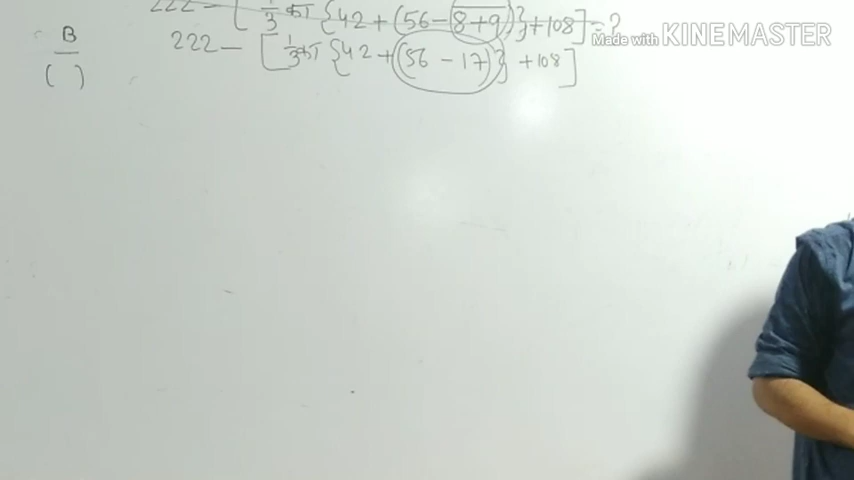 222 - [ 1/3 का {42 + (56 - 8+9)} + 108 ] = ?
Made with KINEMASTER
B
222 - [ 1/3 का {42 + (56 - 17)} + 108 ]
( )